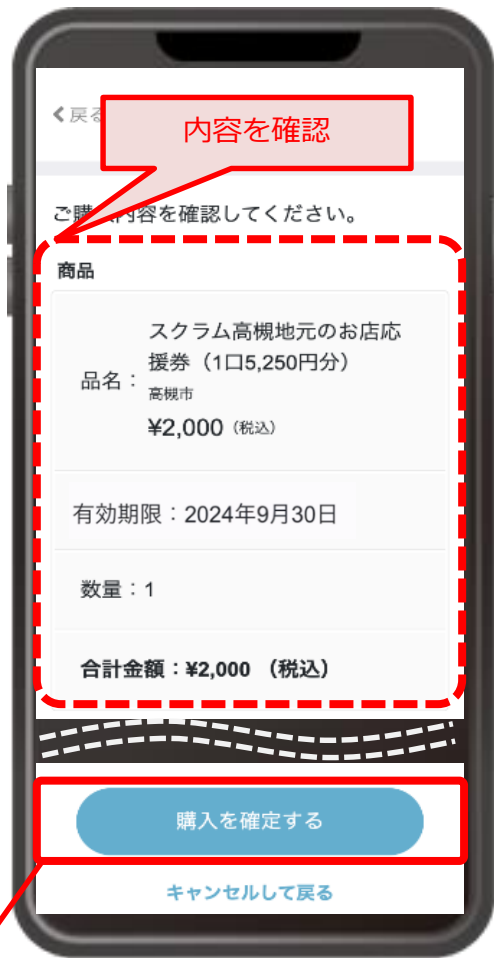 戻
内容を確認
ご購 内容を確認してください。
商品
品名：
スクラム高槻地元のお店応
援券（1口5,250円分）
高槻市
¥2,000（税込）
有効期限：2024年9月30日
数量：1
合計金額：¥2,000 （税込）
購入を確定する
キャンセルして戻る